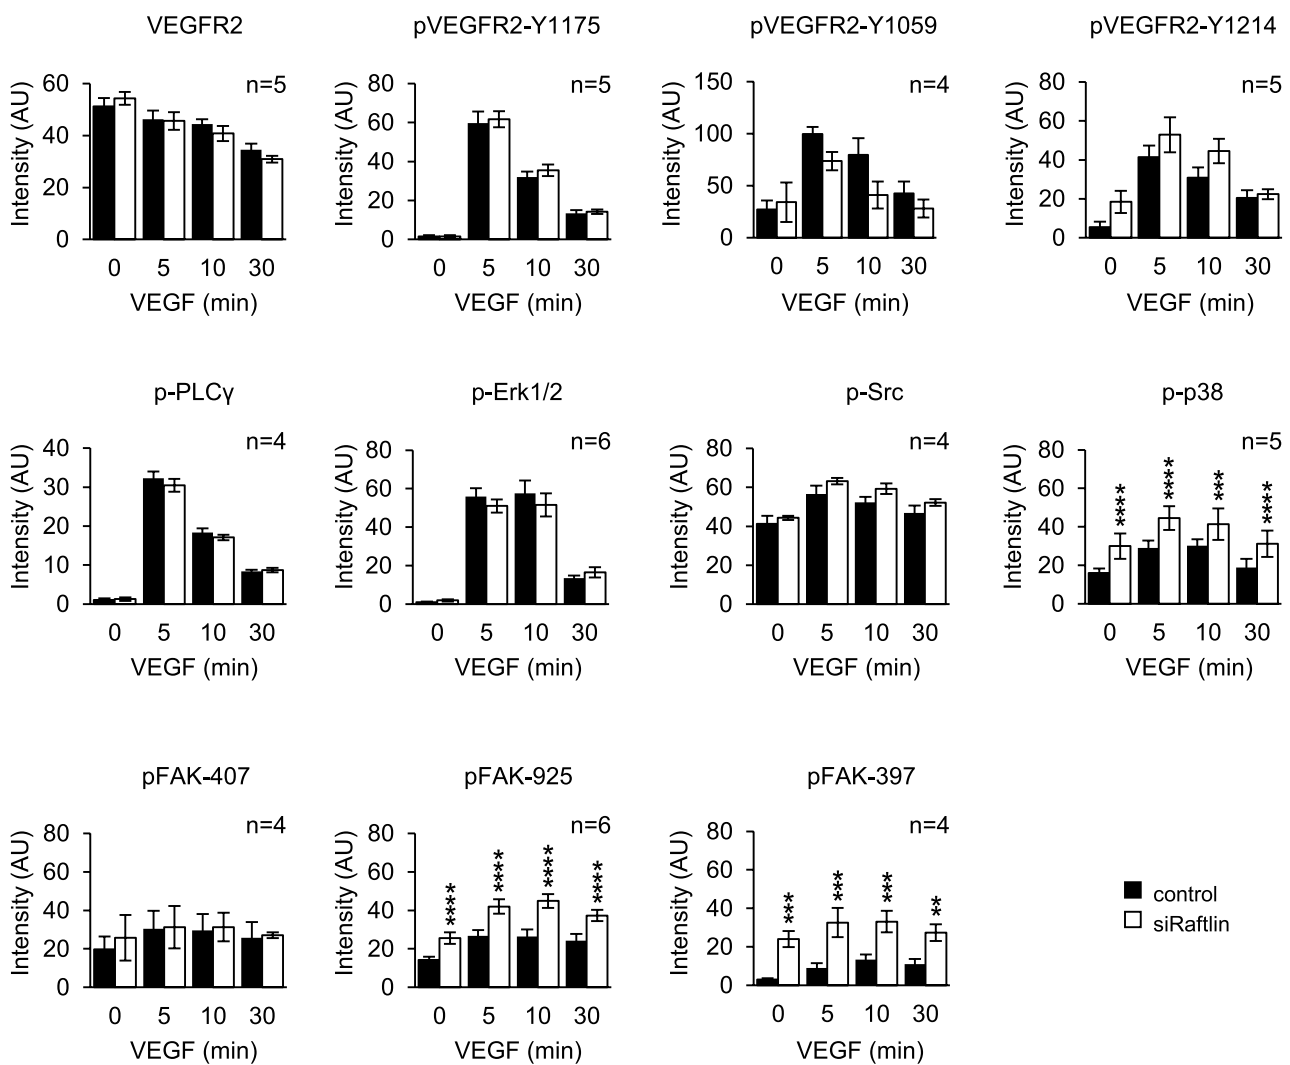 VEGFR2 pVEGFR2-Y1175 pVEGFR2-Y1059 pVEGFR2-Y1214
Intensity (AU)
60
40
20
0
n=5
0 5 10 30
VEGF (min)
Intensity (AU)
80
60
40
20
0
n=5
0 5 10 30
VEGF (min)
Intensity (AU)
150
100
50
0
n=4
0 5 10 30
VEGF (min)
Intensity (AU)
80
60
40
20
0
n=5
0 5 10 30
VEGF (min)
p-PLCγ p-Erk1/2 p-Src p-p38
Intensity (AU)
40
30
20
10
0
n=4
0 5 10 30
VEGF (min)
Intensity (AU)
80
60
40
20
0
n=6
0 5 10 30
VEGF (min)
Intensity (AU)
80
60
40
20
0
n=4
0 5 10 30
VEGF (min)
Intensity (AU)
80
60
40
20
0
n=5
**** **** *** ****
0 5 10 30
VEGF (min)
pFAK-407 pFAK-925 pFAK-397
Intensity (AU)
80
60
40
20
0
n=4
0 5 10 30
VEGF (min)
Intensity (AU)
80
60
40
20
0
n=6
**** **** **** ****
0 5 10 30
VEGF (min)
Intensity (AU)
80
60
40
20
0
n=4
*** *** *** **
0 5 10 30
VEGF (min)
control
siRaftlin